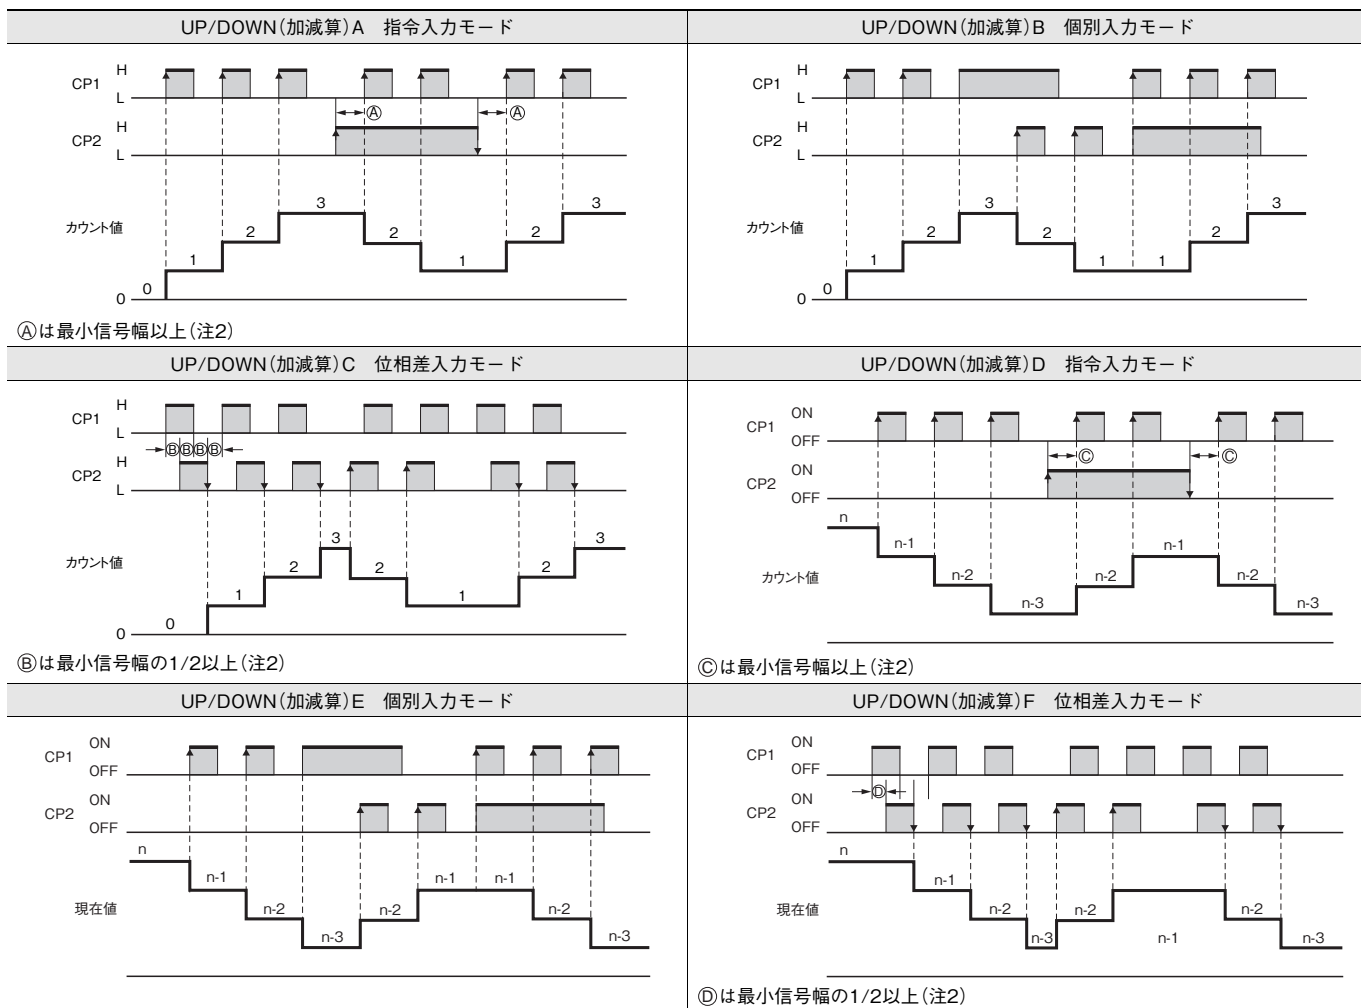 UP/DOWN(加減算)A 指令入力モード
CP1 H
L
Ⓐ Ⓐ
CP2 H
L
カウント値
0 0 1 2 3 2 1 2 3
Ⓐは最小信号幅以上(注2)
UP/DOWN(加減算)B 個別入力モード
CP1 H
L
CP2 H
L
カウント値
0 0 1 2 3 2 1 1 2 3
UP/DOWN(加減算)C 位相差入力モード
CP1 H
L
Ⓑ Ⓑ Ⓑ Ⓑ
CP2 H
L
カウント値
0 0 1 2 3 2 1 2 3
Ⓑは最小信号幅の1/2以上(注2)
UP/DOWN(加減算)D 指令入力モード
CP1 ON
OFF
Ⓒ Ⓒ
CP2 ON
OFF
カウント値
n n-1 n-2 n-3 n-2 n-1 n-2 n-3
Ⓒは最小信号幅以上(注2)
UP/DOWN(加減算)E 個別入力モード
CP1 ON
OFF
CP2 ON
OFF
現在値
n n-1 n-2 n-3 n-2 n-1 n-1 n-2 n-3
UP/DOWN(加減算)F 位相差入力モード
CP1 ON
OFF
Ⓓ
CP2 ON
OFF
現在値
n n-1 n-2 n-3 n-2 n-1 n-2 n-3
Ⓓは最小信号幅の1/2以上(注2)